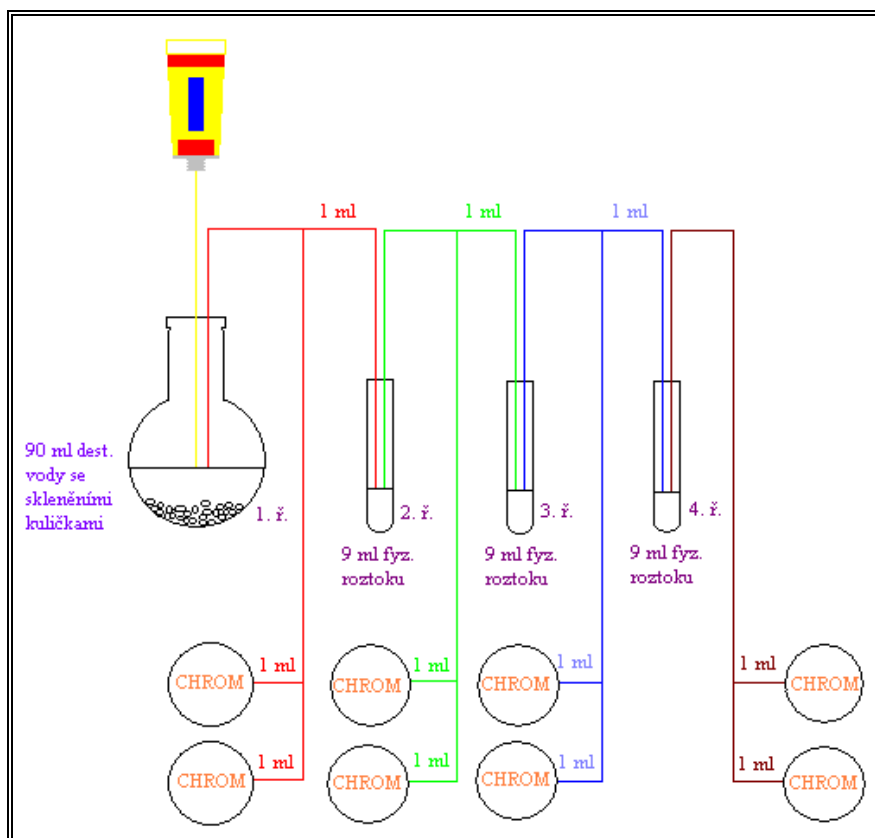 1 ml
1 ml
1 ml
90 ml dest.
vody se
skleněními
kuličkami
1. ř.
2. ř.
3. ř.
4. ř.
9 ml fyz.
roztoku
9 ml fyz.
roztoku
9 ml fyz.
roztoku
CHROM
1 ml
CHROM
1 ml
CHROM
1 ml
1 ml
CHROM
CHROM
1 ml
CHROM
1 ml
CHROM
1 ml
1 ml
CHROM